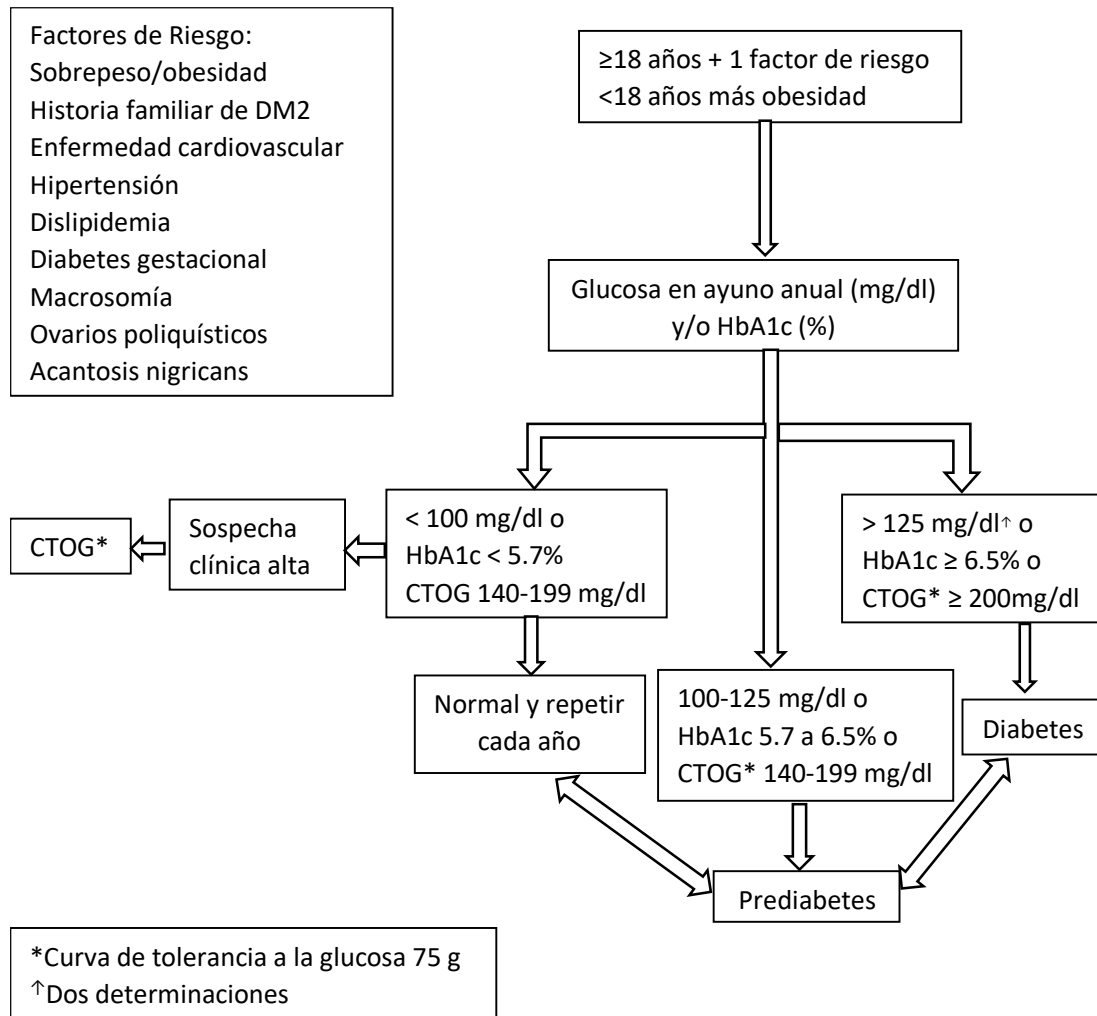 Factores de Riesgo:
Sobrepeso/obesidad
Historia familiar de DM2
Enfermedad cardiovascular
Hipertensión
Dislipidemia
Diabetes gestacional
Macrosomía
Ovarios poliquísticos
Acantosis nigricans
≥18 años + 1 factor de riesgo
<18 años más obesidad
Glucosa en ayuno anual (mg/dl)
y/o HbA1c (%)
CTOG*
Sospecha
clínica alta
< 100 mg/dl o
HbA1c < 5.7%
CTOG 140-199 mg/dl
> 125 mg/dl↑ o
HbA1c ≥ 6.5% o
CTOG* ≥ 200mg/dl
Normal y repetir
cada año
100-125 mg/dl o
HbA1c 5.7 a 6.5% o
CTOG* 140-199 mg/dl
Diabetes
Prediabetes
*Curva de tolerancia a la glucosa 75 g
↑Dos determinaciones